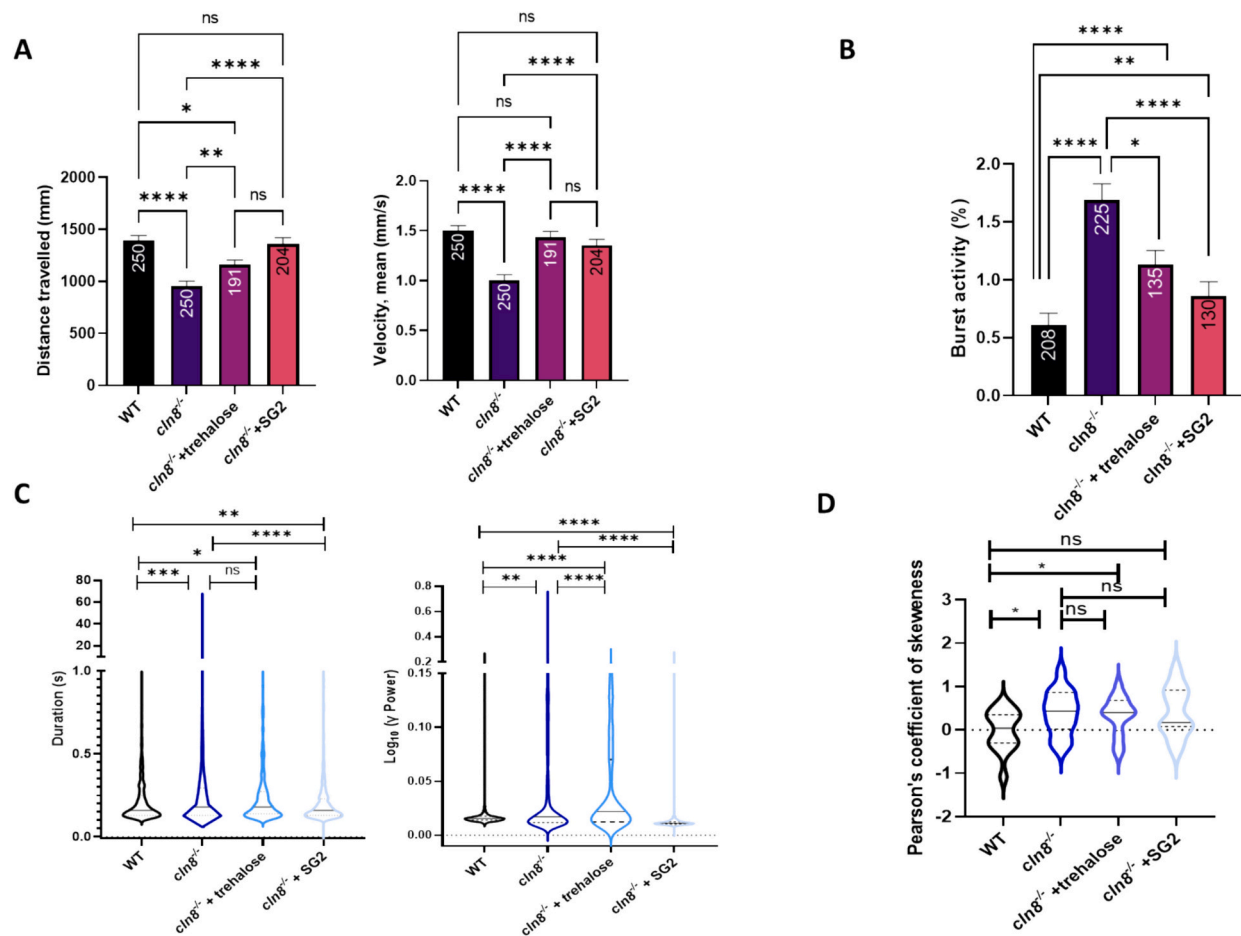 A
ns
****
*
**
****
ns
Distance travelled (mm)
2000
1500
1000
500
0
250
250
191
204
WT
cln8-/-
cln8-/-+trehalose
cln8-/-+SG2
ns
****
ns
****
****
ns
Velocity, mean (mm/s)
2.0
1.5
1.0
0.5
0.0
250
250
191
204
WT
cln8-/-
cln8-/-+trehalose
cln8-/-+SG2
B
****
**
****
****
*
Burst activity (%)
2.0
1.5
1.0
0.5
0.0
208
225
135
130
WT
cln8-/-
cln8-/- + trehalose
cln8-/- +SG2
C
**
****
*
***
ns
Duration (s)
80
60
40
20
1.0
0.5
0.0
WT
cln8-/-
cln8-/- + trehalose
cln8-/- + SG2
****
****
****
**
****
Log10 (γ Power)
0.8
0.6
0.4
0.2
0.15
0.10
0.05
0.00
WT
cln8-/-
cln8-/- + trehalose
cln8-/- + SG2
D
ns
*
ns
*
ns
Pearson's coefficient of skeweness
3
2
1
0
-1
-2
WT
cln8-/-
cln8-/- +trehalose
cln8-/- +SG2